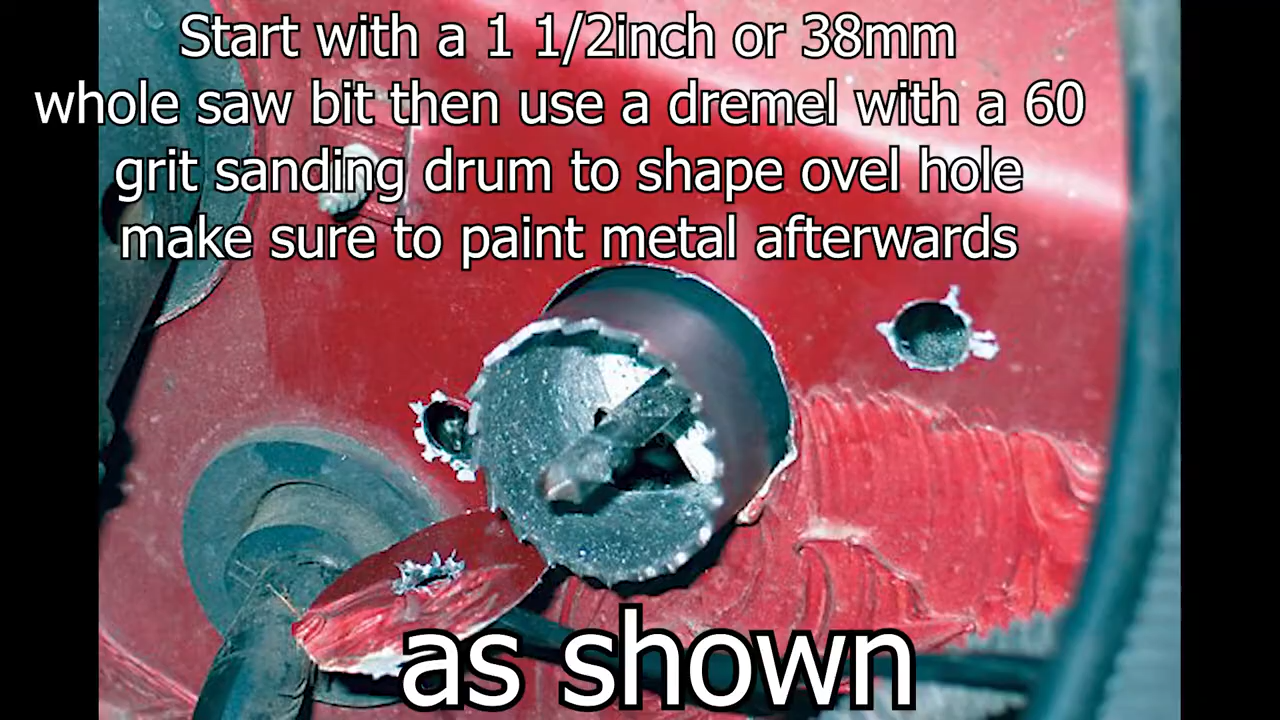 Start with a 1 1/2inch or 38mm
whole saw bit then use a dremel with a 60
grit sanding drum to shape ovel hole
make sure to paint metal afterwards
as shown